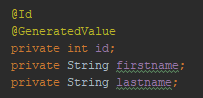 @Id
@GeneratedValue
private int id;
private String firstname;
private String lastname;